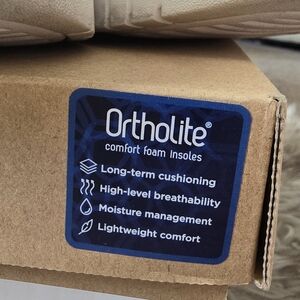 Ortholite®
comfort foam insoles
Long-term cushioning
High-level breathability
Moisture management
Lightweight comfort